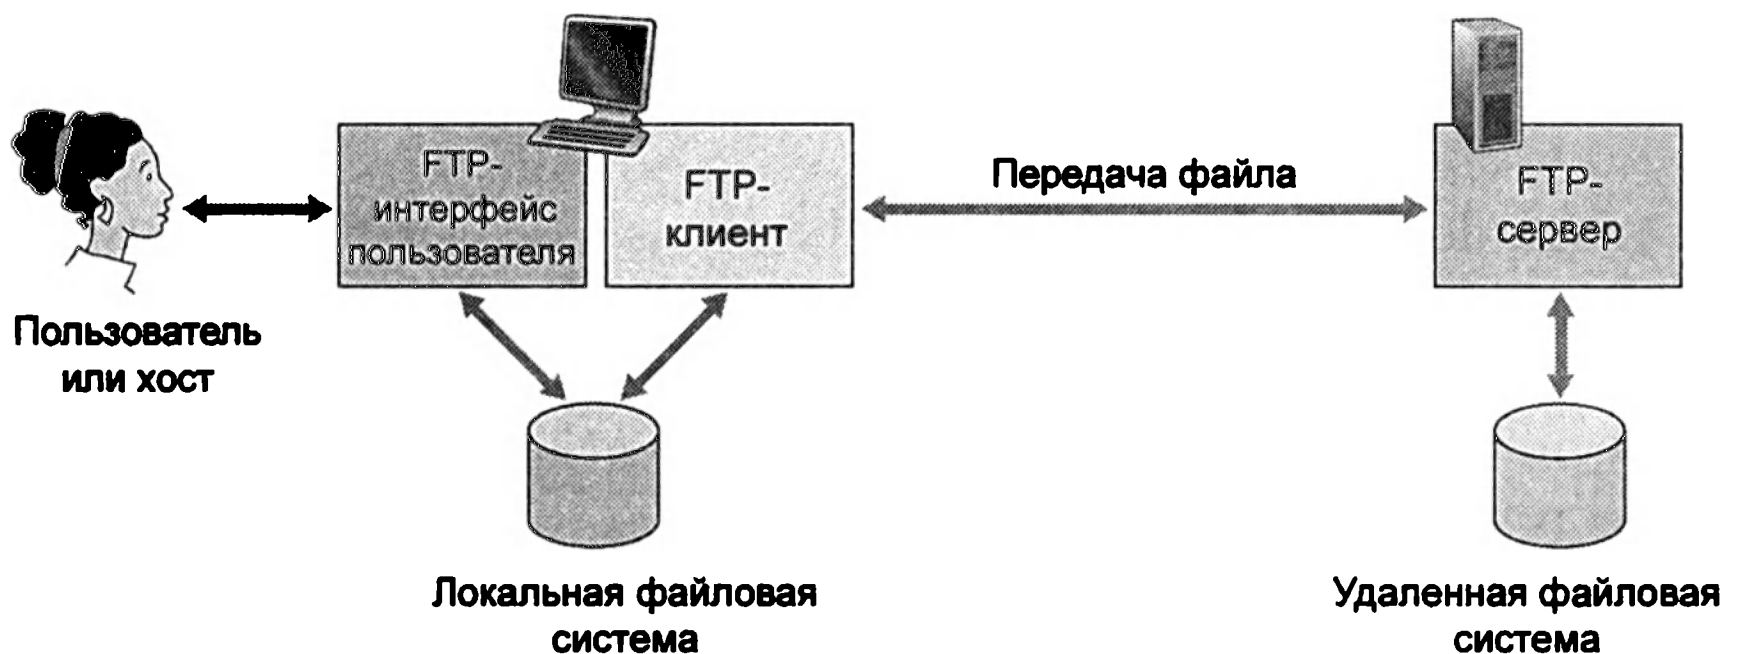 FTP-
интерфейс
пользователя
FTP-
клиент
Передача файла
FTP-
сервер
Пользователь
или хост
Локальная файловая
система
Удаленная файловая
система